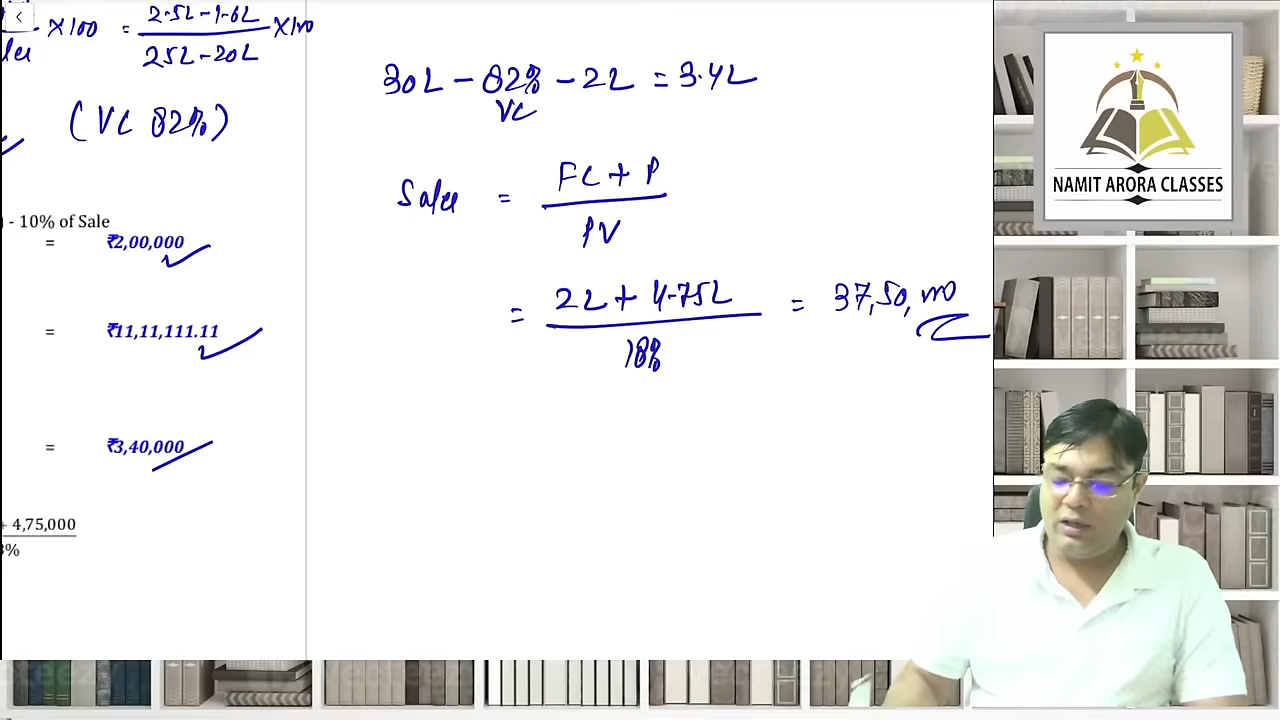 × 100 = 2.5L - 1.6L × 100
25L - 20L
(VC 82%)
- 10% of Sale
= ₹2,00,000
= ₹11,11,111.11
= ₹3,40,000
+ 4,75,000
%
30L - 82% - 2L = 3.4L
VC
Sales = FC + P
PV
= 2L + 4.75L = 37,50,000
18%
NAMIT ARORA CLASSES